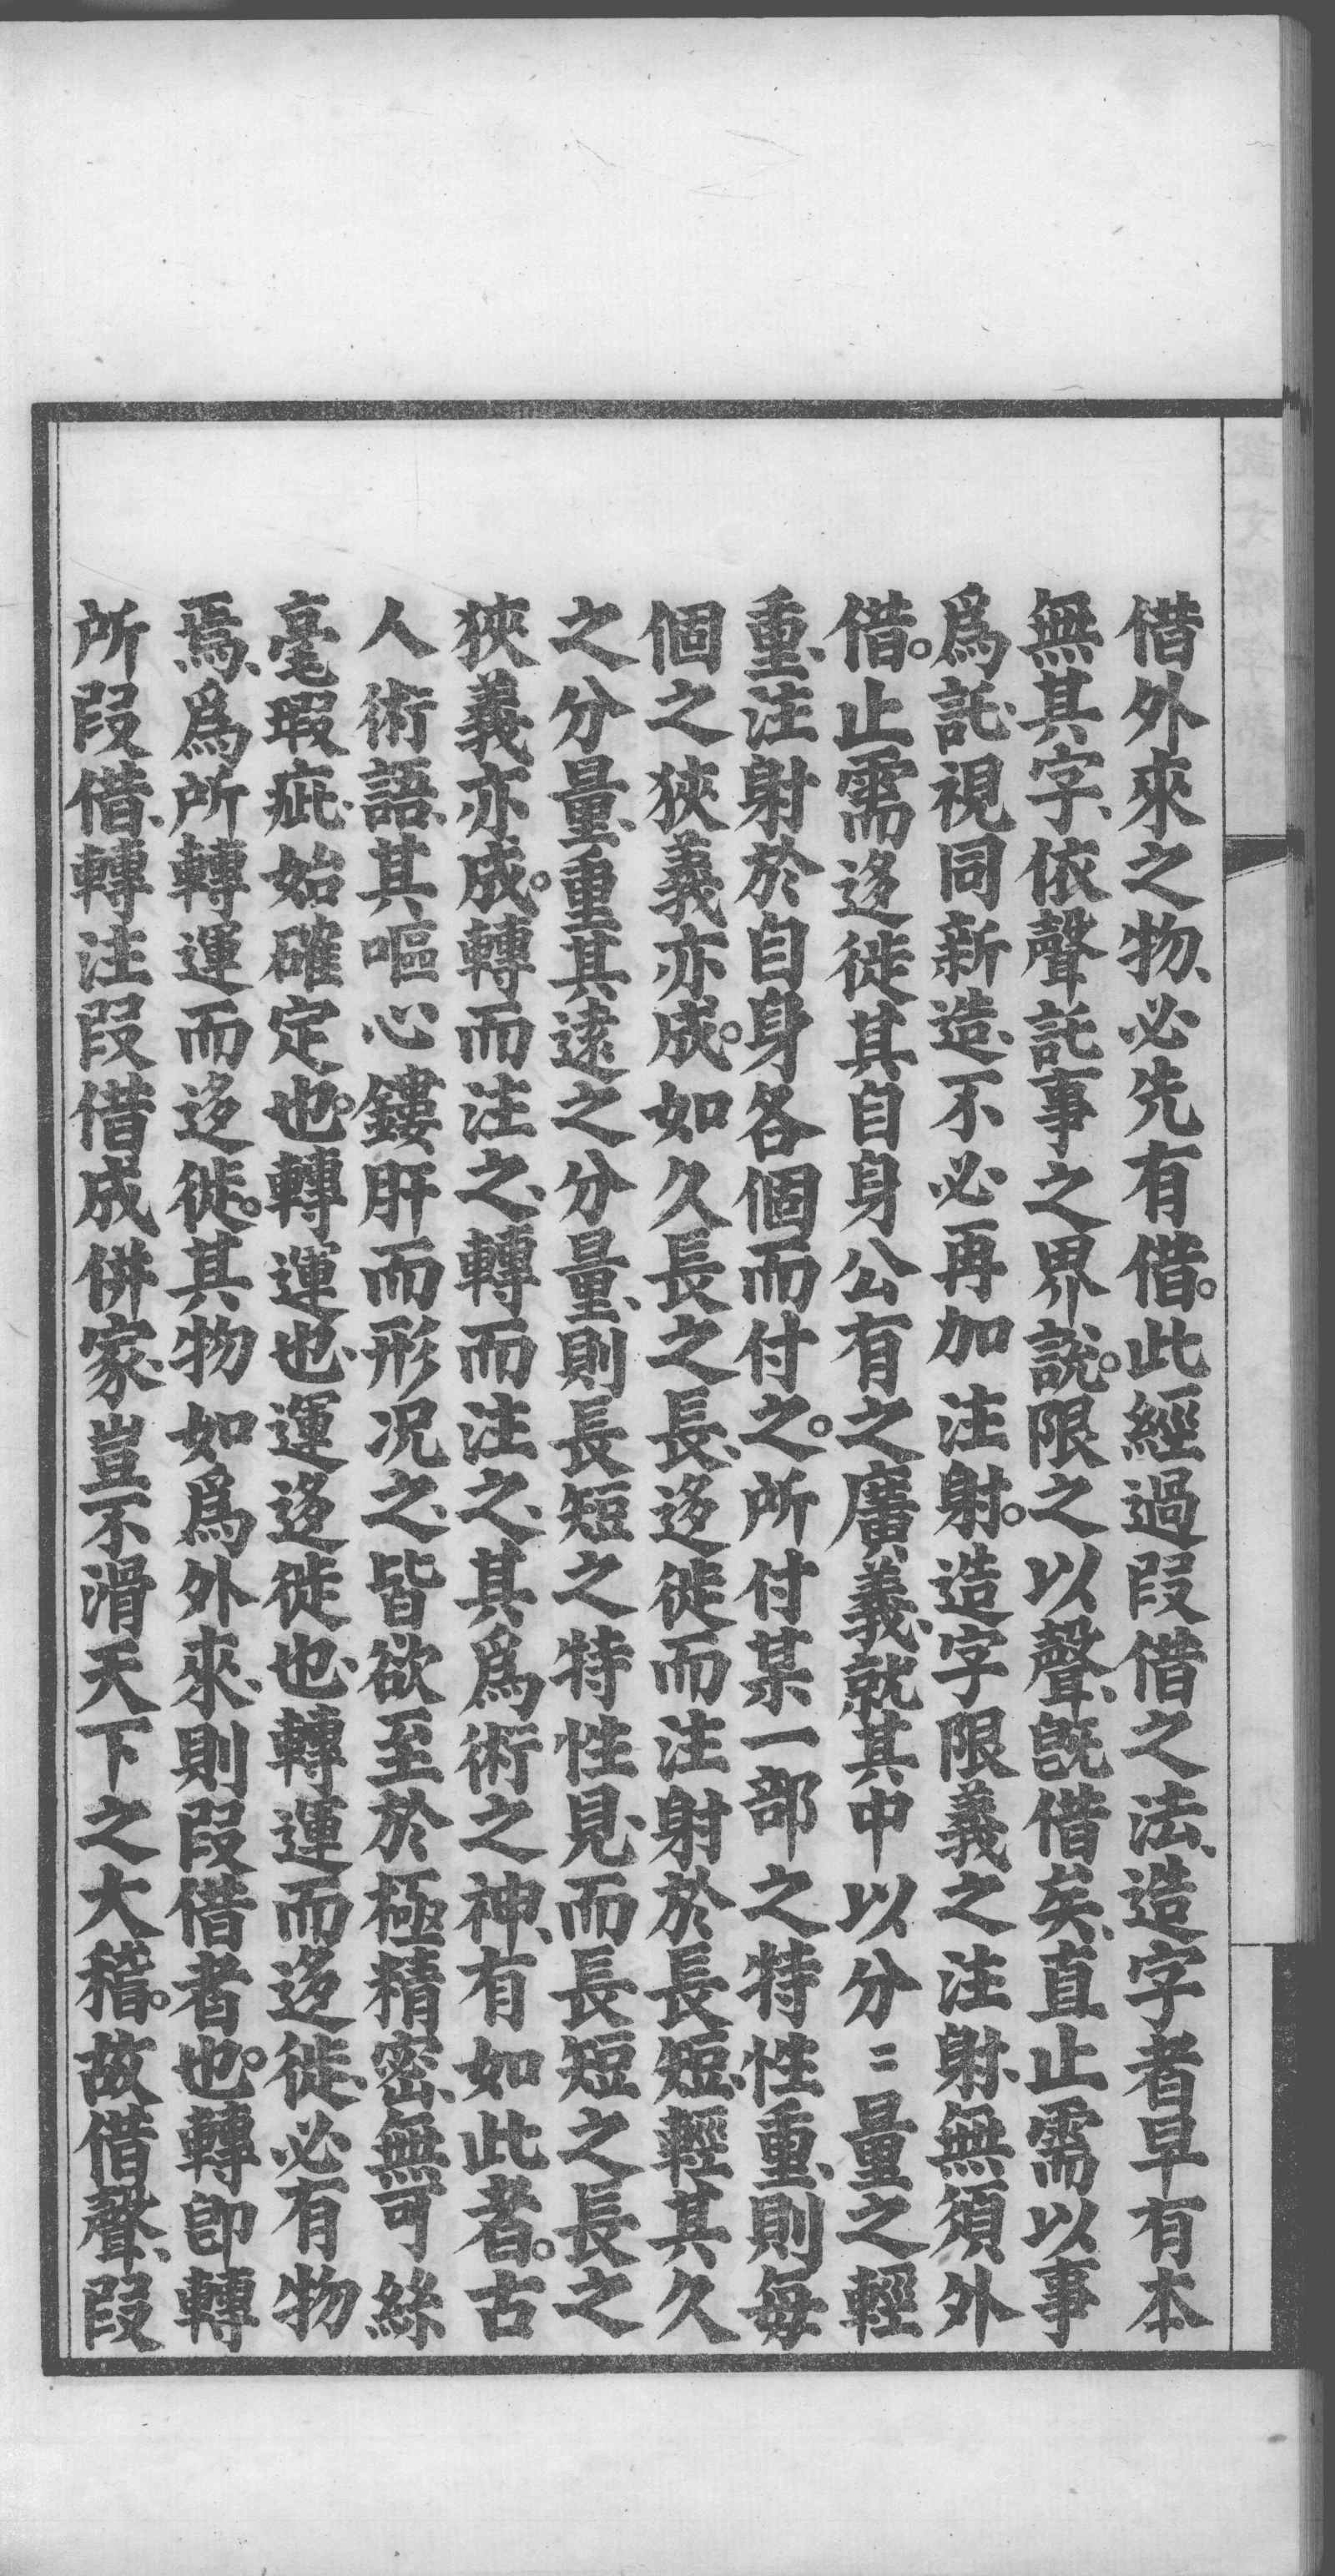 借外來之物、必先有借。此經過叚借之法、造字者早有本
無其字、依聲託事之界說。限之以聲、旣借矣、直止需以事
爲託、視同新造、不必再加注射。造字限義之注射、無須外
借。止需迻徙其自身公有之廣義、就其中以分〻量之輕
重、注射於自身各個而付之。所付某一部之特性重、則每
個之狹義亦成。如久長之長、迻徙而注射於長短、輕其久
之分量、重其遠之分量、則長短之特性見、而長短之長之
狹義亦成。轉而注之、轉而注之、其爲術之神、有如此者。古
人術語、其嘔心鏤肝而形况之、皆欲至於極精密、無可絲
毫瑕疵、始確定也。轉運也、運迻徙也、轉運而迻徙、必有物
焉、爲所轉運而迻徙。其物如爲外來、則叚借者也。轉卽轉
所叚借、轉注叚借成併家、豈不滑天下之大稽。故借聲、叚